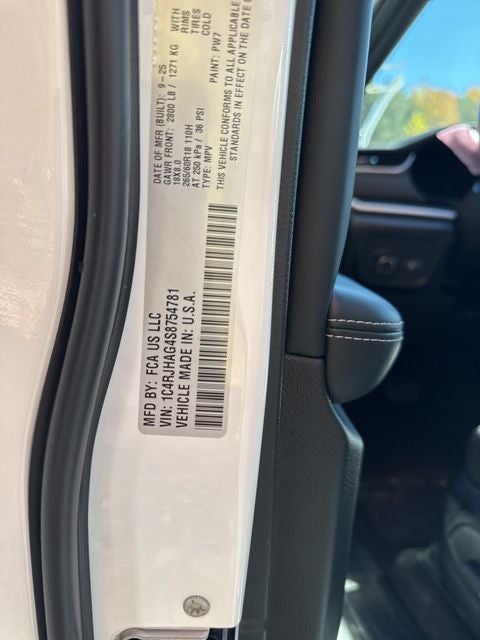 MFD BY: FCA US LLC
DATE OF MFR (BUILT): 9-25
GAWR FRONT: 2800 LB / 1271 KG
WITH
18X8.0
RIMS
265/60R18 110H
TIRES
AT 250 kPa / 36 PSI
COLD
VIN: 1C4RJHAG4S8754781
TYPE: MPV
PAINT: PW7
VEHICLE MADE IN: U.S.A.
THIS VEHICLE CONFORMS TO ALL APPLICABLE
STANDARDS IN EFFECT ON THE DATE O